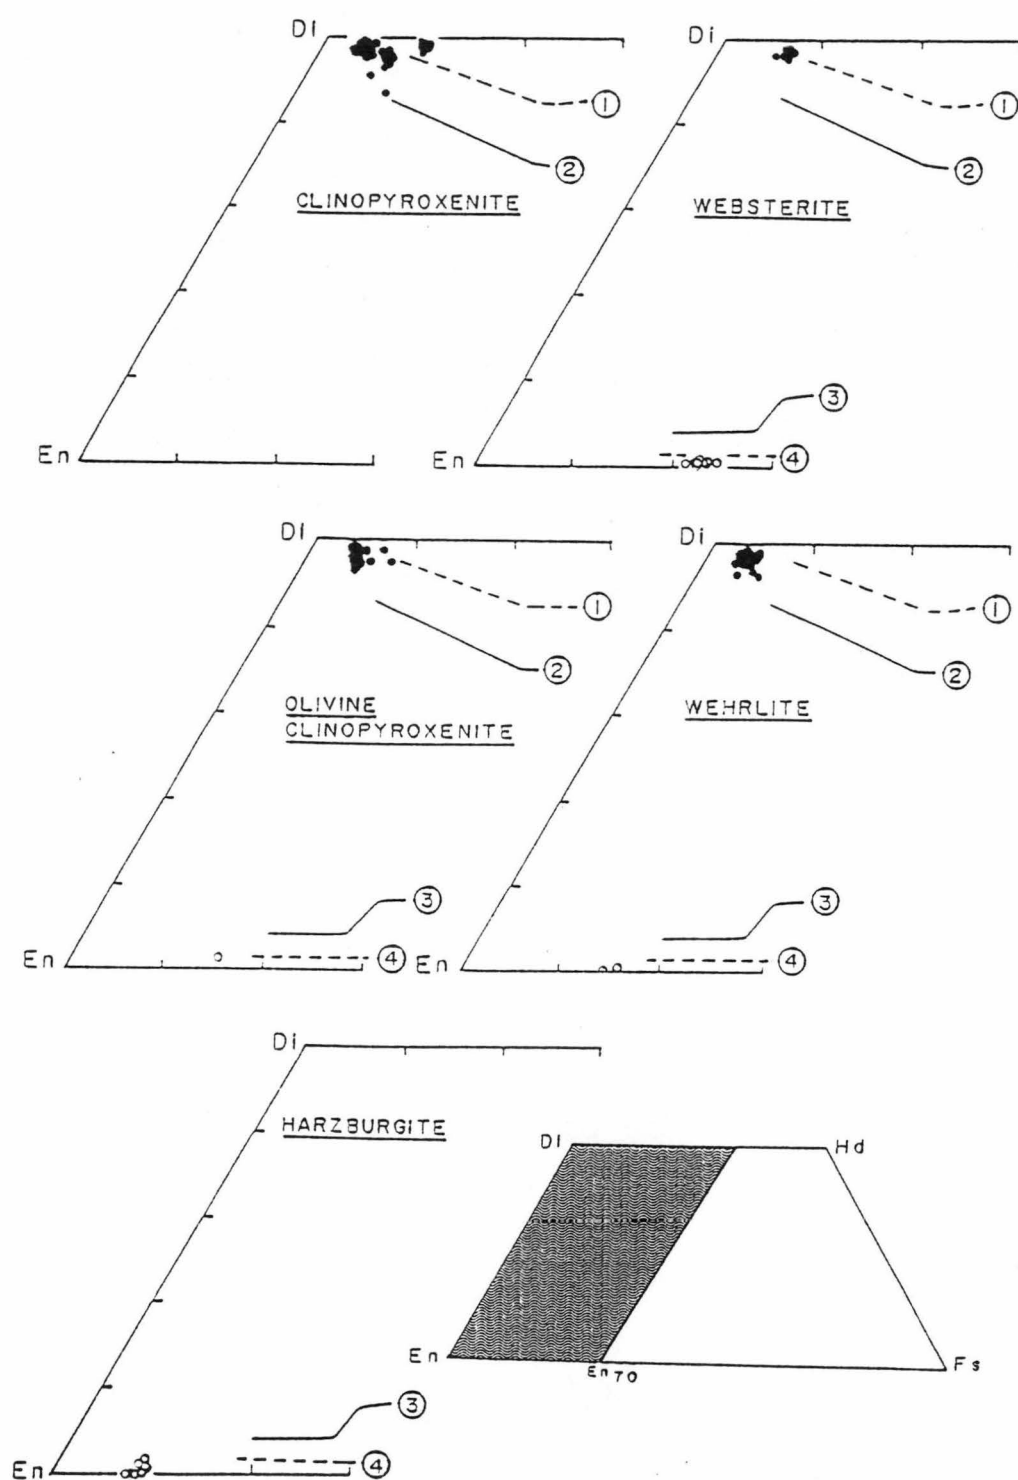 Di
①
②
CLINOPYROXENITE
En
Di
①
②
WEBSTERITE
③
④
En
Di
①
②
OLIVINE
CLINOPYROXENITE
③
④
En
Di
①
②
WEHRLITE
③
④
En
Di
HARZBURGITE
③
④
En
Di
Hd
En
En70
Fs